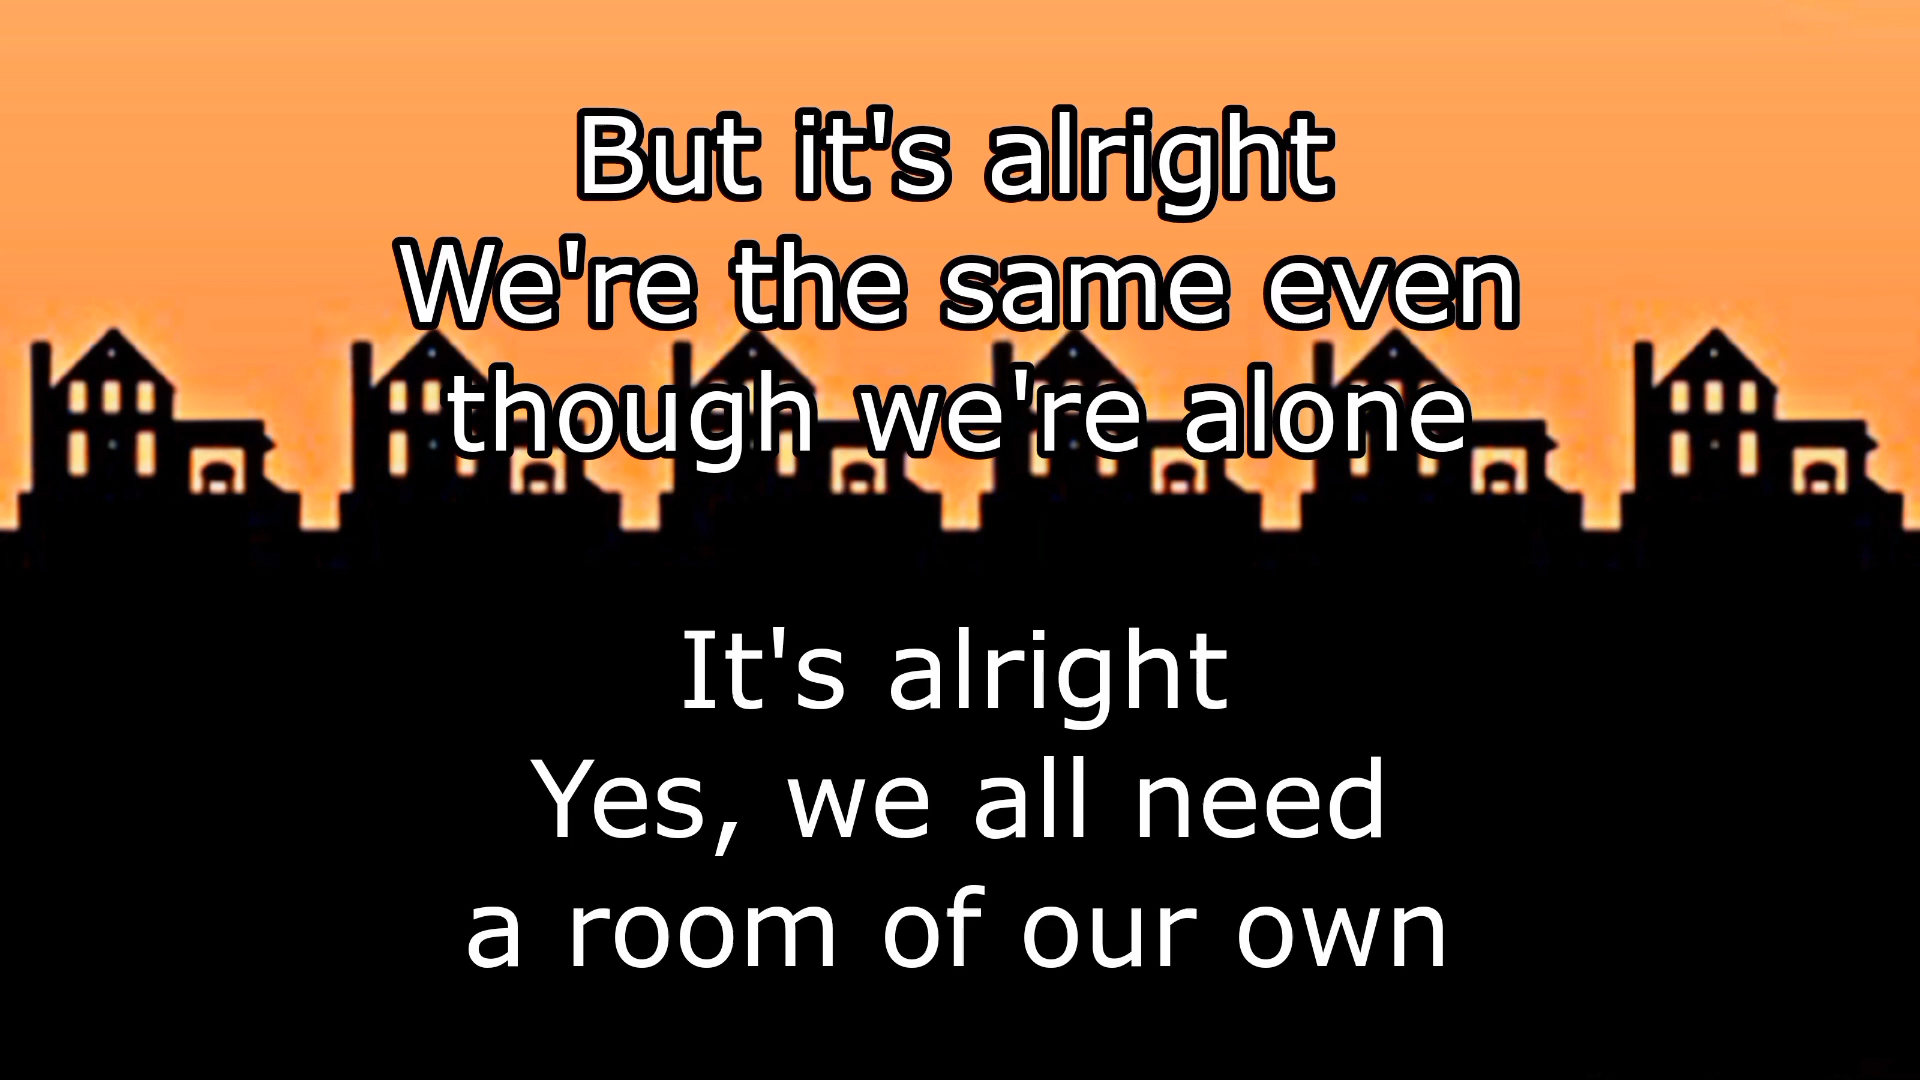 But it's alright
We're the same even
though we're alone
It's alright
Yes, we all need
a room of our own